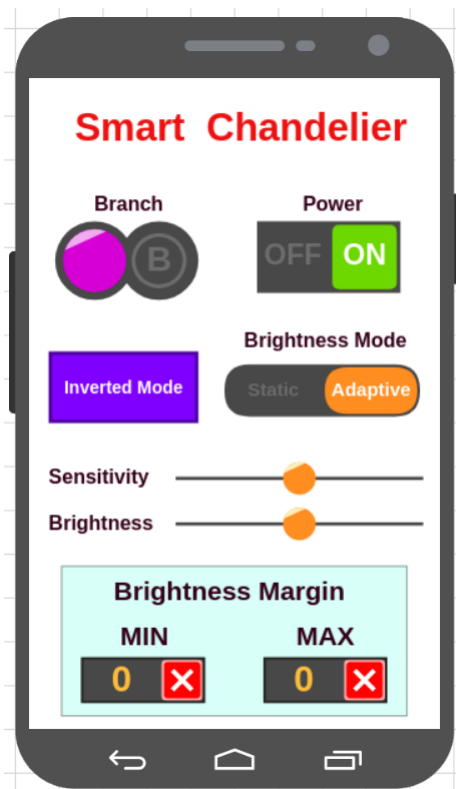 Smart Chandelier
Branch
Power
B
OFF ON
Brightness Mode
Inverted Mode
Static Adaptive
Sensitivity
Brightness
Brightness Margin
MIN MAX
0 0